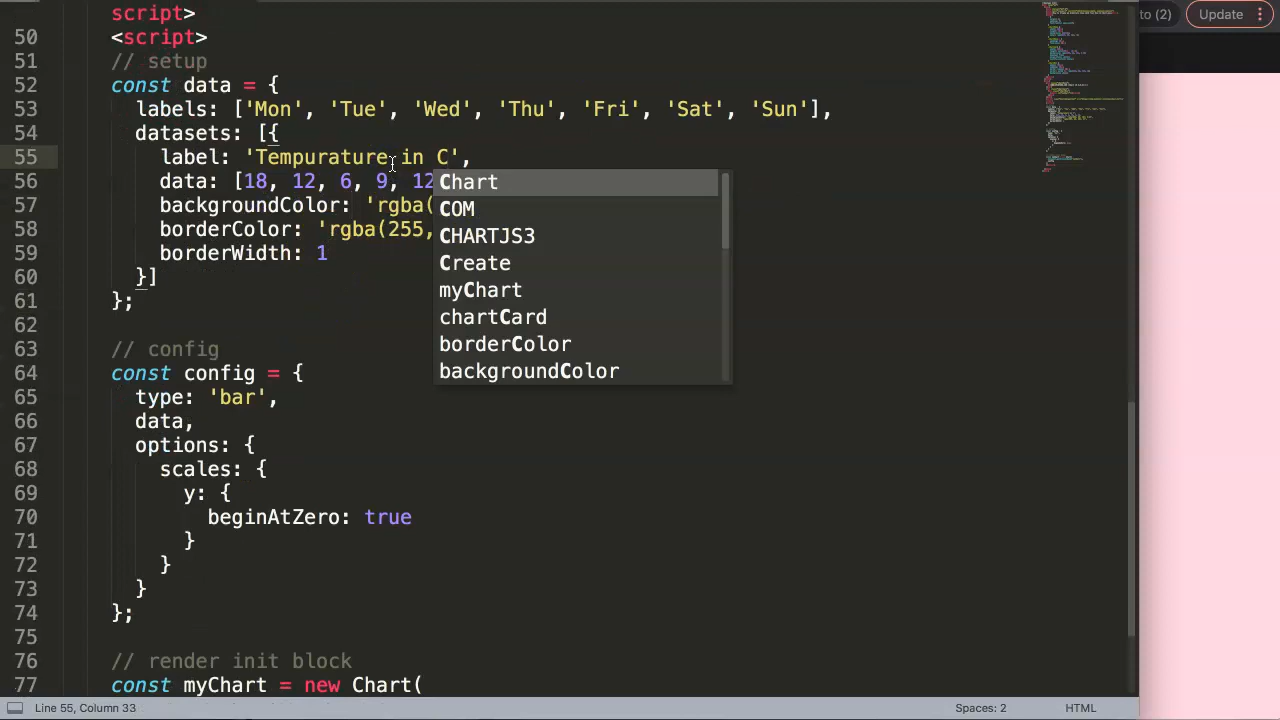 script>
50 <script>
51 // setup
52 const data = {
53 labels: ['Mon', 'Tue', 'Wed', 'Thu', 'Fri', 'Sat', 'Sun'],
54 datasets: [{
55 label: 'Tempurature in C',
56 data: [18, 12, 6, 9, 12
Chart
57 backgroundColor: 'rgba(
COM
58 borderColor: 'rgba(255,
CHARTJS3
59 borderWidth: 1
Create
60 }]
myChart
61 };
chartCard
62
borderColor
63 // config
backgroundColor
64 const config = {
65 type: 'bar',
66 data,
67 options: {
68 scales: {
69 y: {
70 beginAtZero: true
71 }
72 }
73 }
74 };
75
76 // render init block
77 const myChart = new Chart(
Line 55, Column 33 Spaces: 2 HTML
to (2) Update